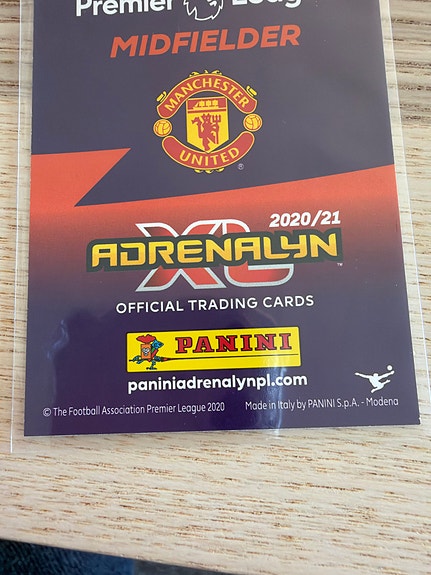 Premier
MIDFIELDER
MANCHESTER
UNITED
®
2020/21
ADRENALYN
XL
™
OFFICIAL TRADING CARDS
PANINI
paniniadrenalynpl.com
© The Football Association Premier League 2020 Made in Italy by PANINI S.p.A. - Modena